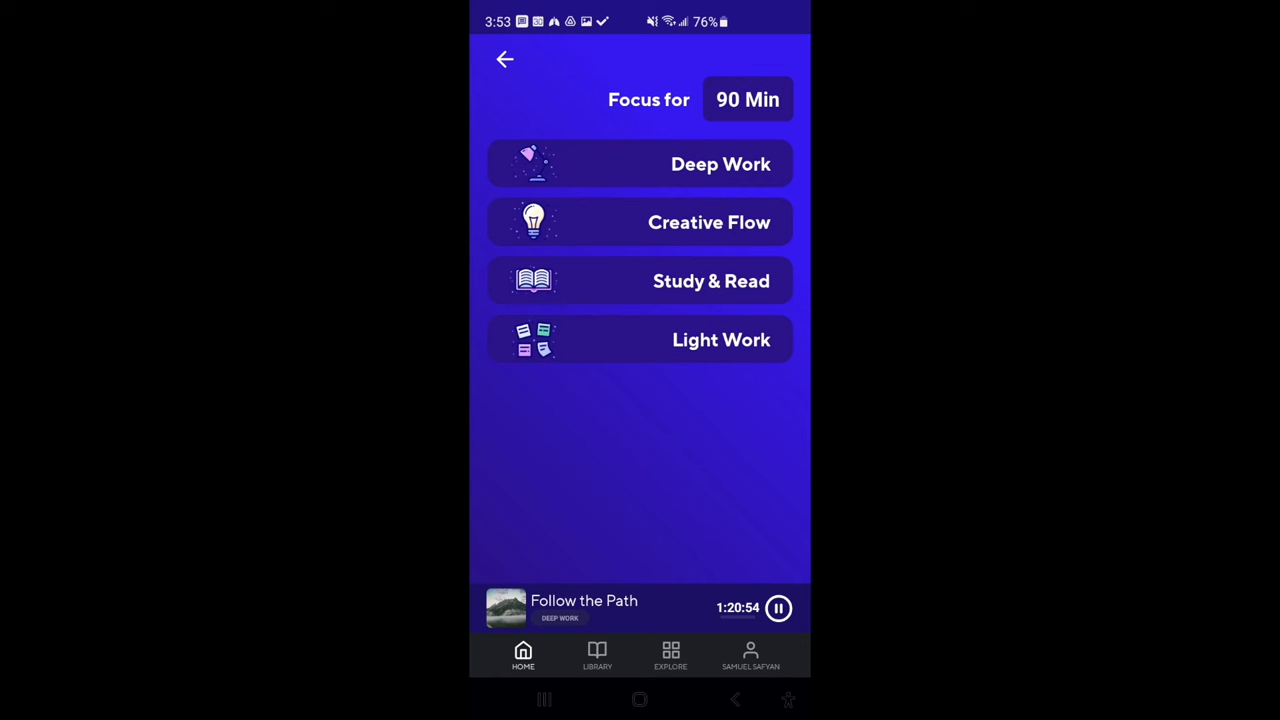 3:53 76%
Focus for 90 Min
Deep Work
Creative Flow
Study & Read
Light Work
Follow the Path
DEEP WORK
1:20:54
HOME LIBRARY EXPLORE SAMUEL SAFYAN